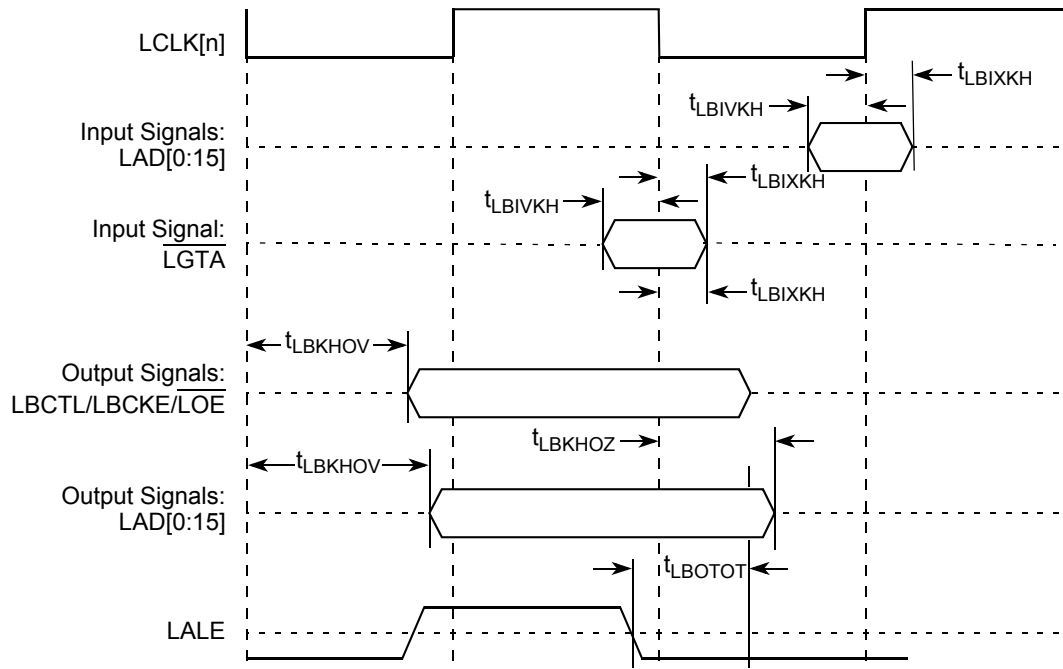 LCLK[n]
tLBIXKH
tLBIVKH
Input Signals:
LAD[0:15]
tLBIXKH
tLBIVKH
Input Signal:
LGTA
tLBIXKH
tLBKHOV
Output Signals:
LBCTL/LBCKE/LOE
tLBKHOZ
tLBKHOV
Output Signals:
LAD[0:15]
tLBOTOT
LALE